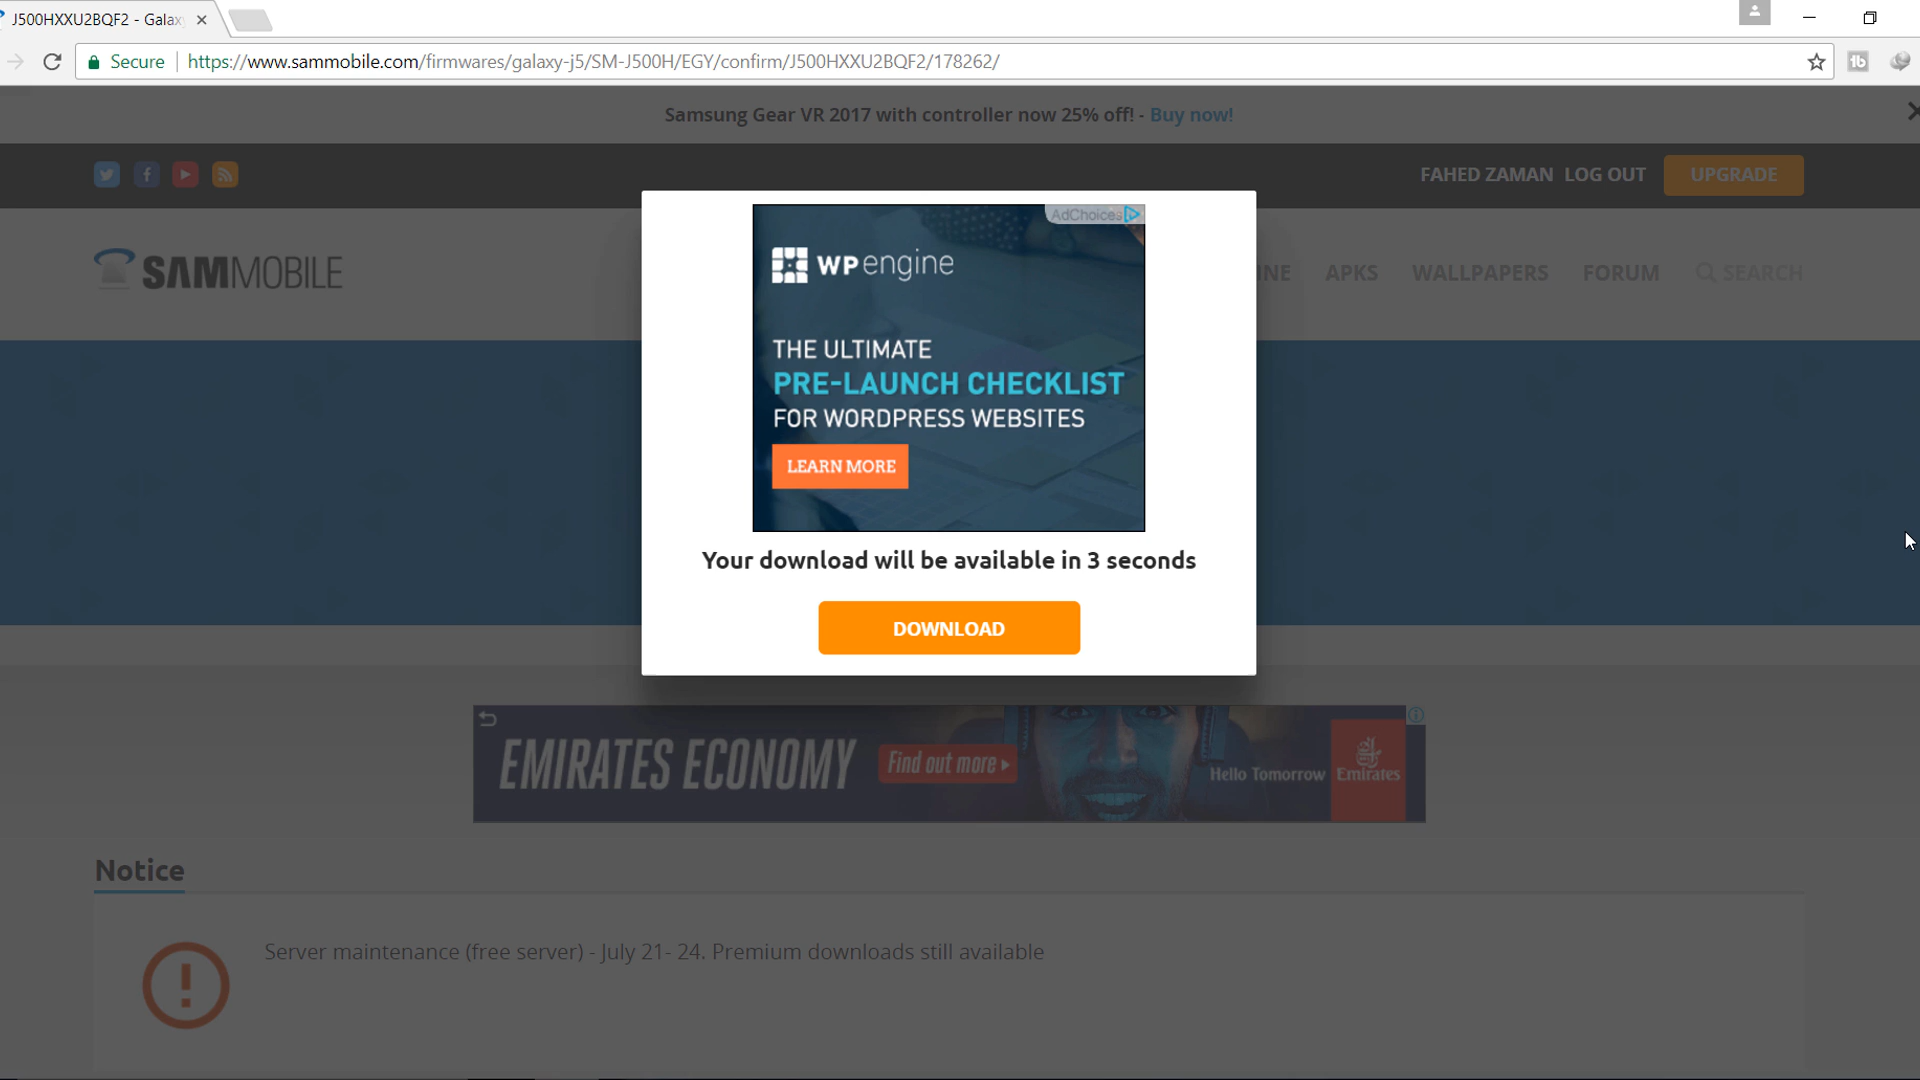 J500HXXU2BQF2 - Galax
Secure https://www.sammobile.com/firmwares/galaxy-j5/SM-J500H/EGY/confirm/J500HXXU2BQF2/178262/
Samsung Gear VR 2017 with controller now 25% off! - Buy now!
FAHED ZAMAN LOG OUT UPGRADE
SAMMOBILE
INE APKS WALLPAPERS FORUM SEARCH
AdChoices
WP engine
THE ULTIMATE
PRE-LAUNCH CHECKLIST
FOR WORDPRESS WEBSITES
LEARN MORE
Your download will be available in 3 seconds
DOWNLOAD
EMIRATES ECONOMY Find out more Hello Tomorrow Emirates
Notice
Server maintenance (free server) - July 21- 24. Premium downloads still available